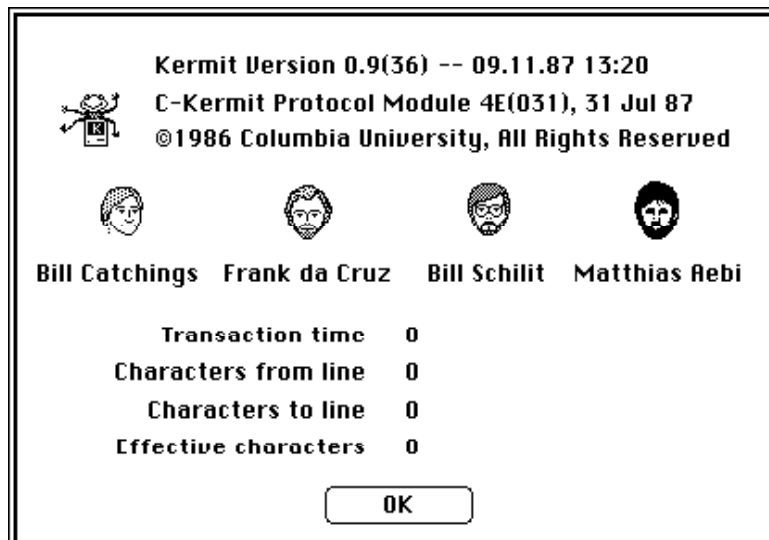 Kermit Version 0.9(36) -- 09.11.87 13:20
C-Kermit Protocol Module 4E(031), 31 Jul 87
©1986 Columbia University, All Rights Reserved
K
Bill Catchings Frank da Cruz Bill Schilit Matthias Aebi
Transaction time 0
Characters from line 0
Characters to line 0
Effective characters 0
OK